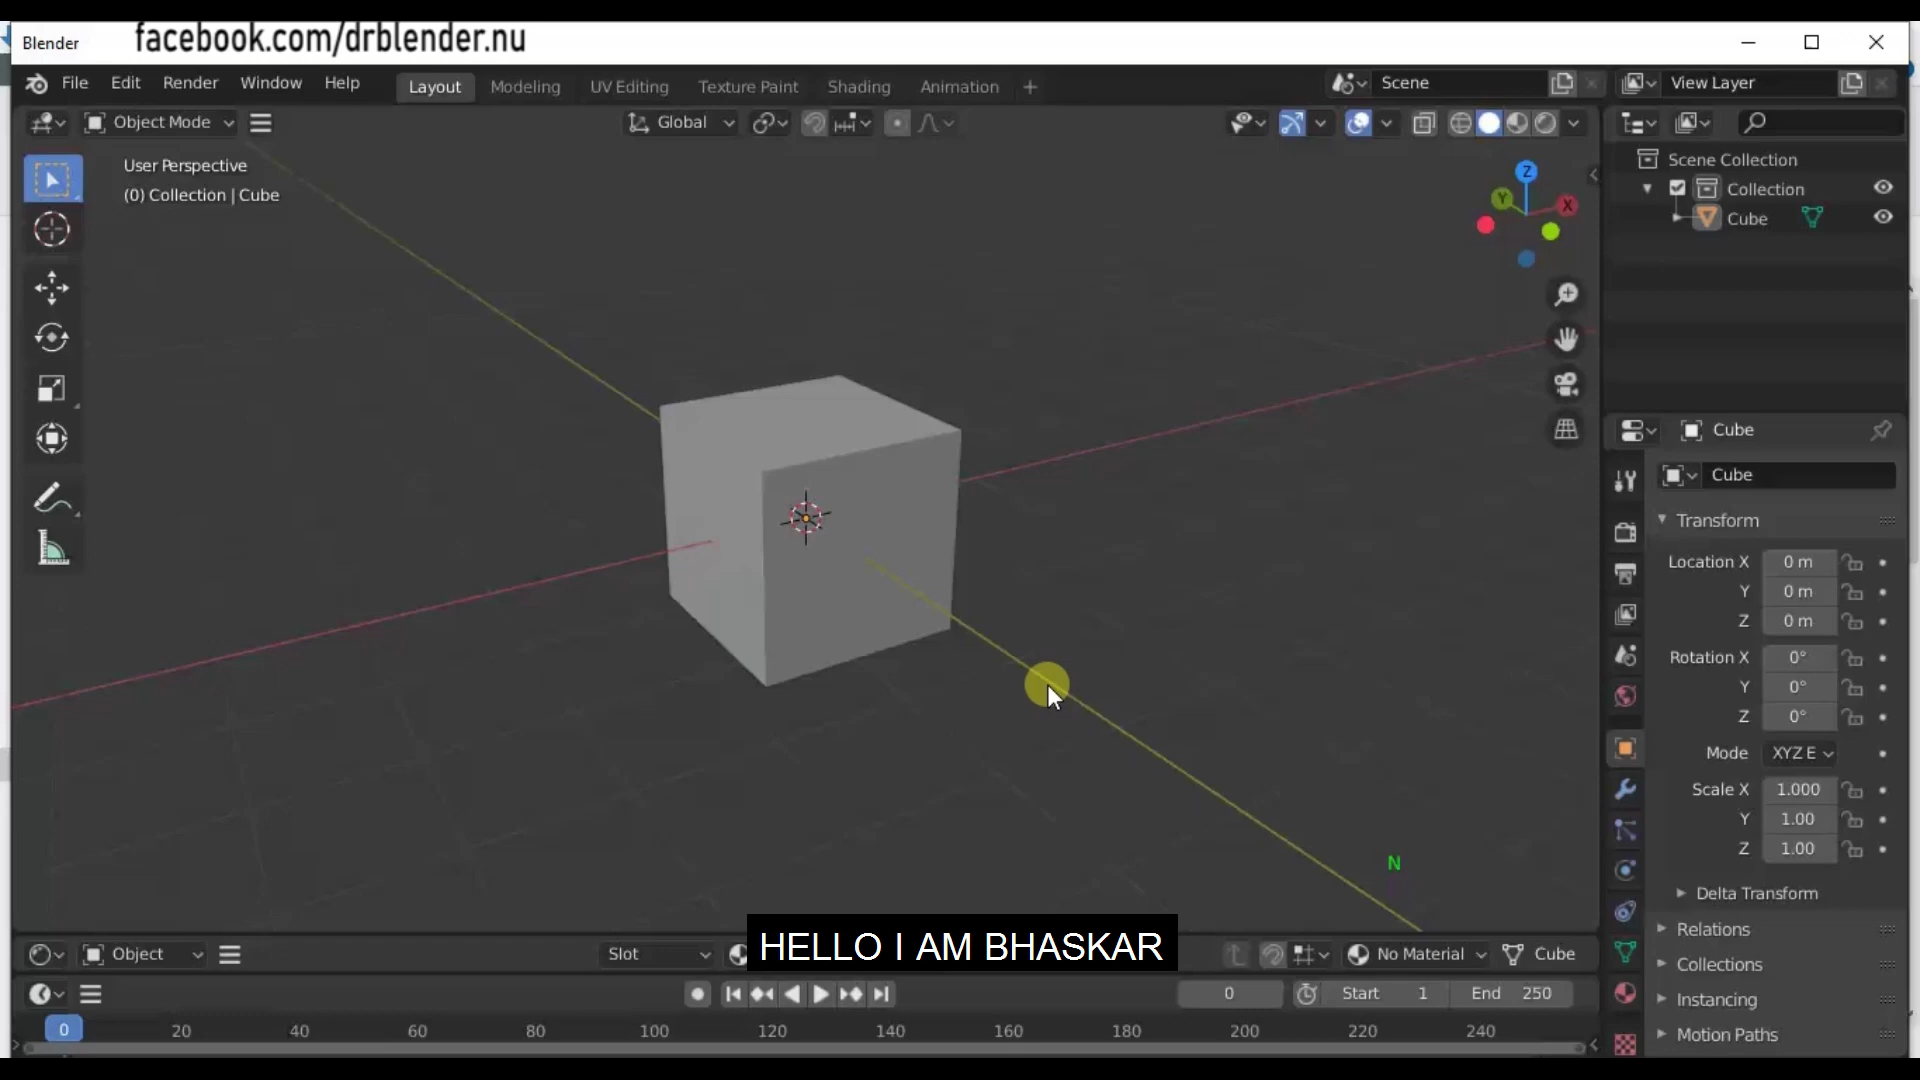 Blender
facebook.com/drblender.nu
File Edit Render Window Help
Layout Modeling UV Editing Texture Paint Shading Animation +
Scene
View Layer
Object Mode
Global
User Perspective
(0) Collection | Cube
Z
Y
X
Scene Collection
Collection
Cube
Cube
Cube
Transform
Location X 0 m
Y 0 m
Z 0 m
Rotation X 0°
Y 0°
Z 0°
Mode XYZ E
Scale X 1.000
Y 1.00
Z 1.00
Delta Transform
Relations
Collections
Instancing
Motion Paths
N
HELLO I AM BHASKAR
Object
Slot
No Material
Cube
0
Start 1
End 250
0 20 40 60 80 100 120 140 160 180 200 220 240